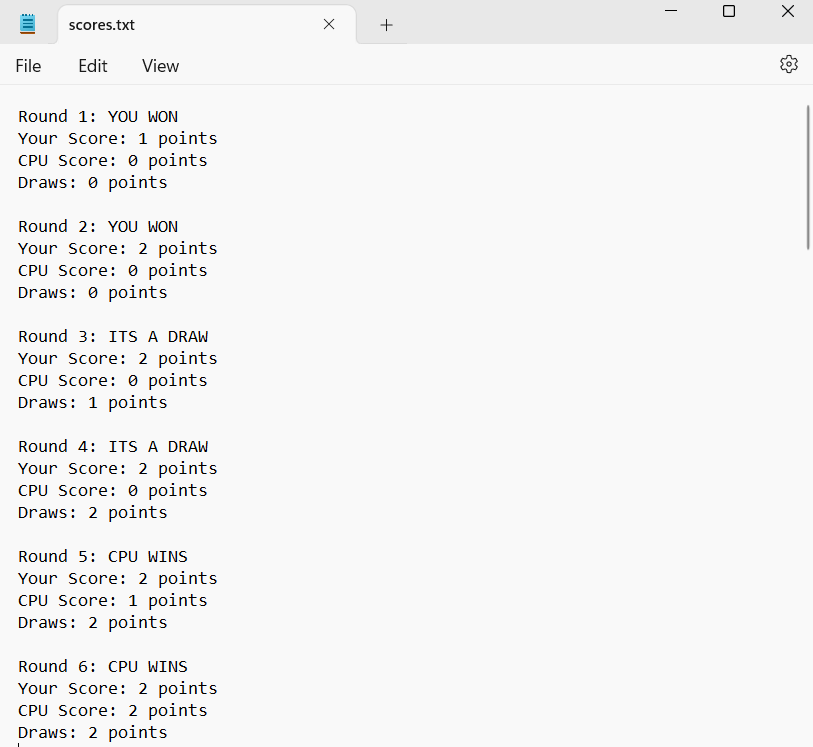 scores.txt
File Edit View
Round 1: YOU WON
Your Score: 1 points
CPU Score: 0 points
Draws: 0 points
Round 2: YOU WON
Your Score: 2 points
CPU Score: 0 points
Draws: 0 points
Round 3: ITS A DRAW
Your Score: 2 points
CPU Score: 0 points
Draws: 1 points
Round 4: ITS A DRAW
Your Score: 2 points
CPU Score: 0 points
Draws: 2 points
Round 5: CPU WINS
Your Score: 2 points
CPU Score: 1 points
Draws: 2 points
Round 6: CPU WINS
Your Score: 2 points
CPU Score: 2 points
Draws: 2 points